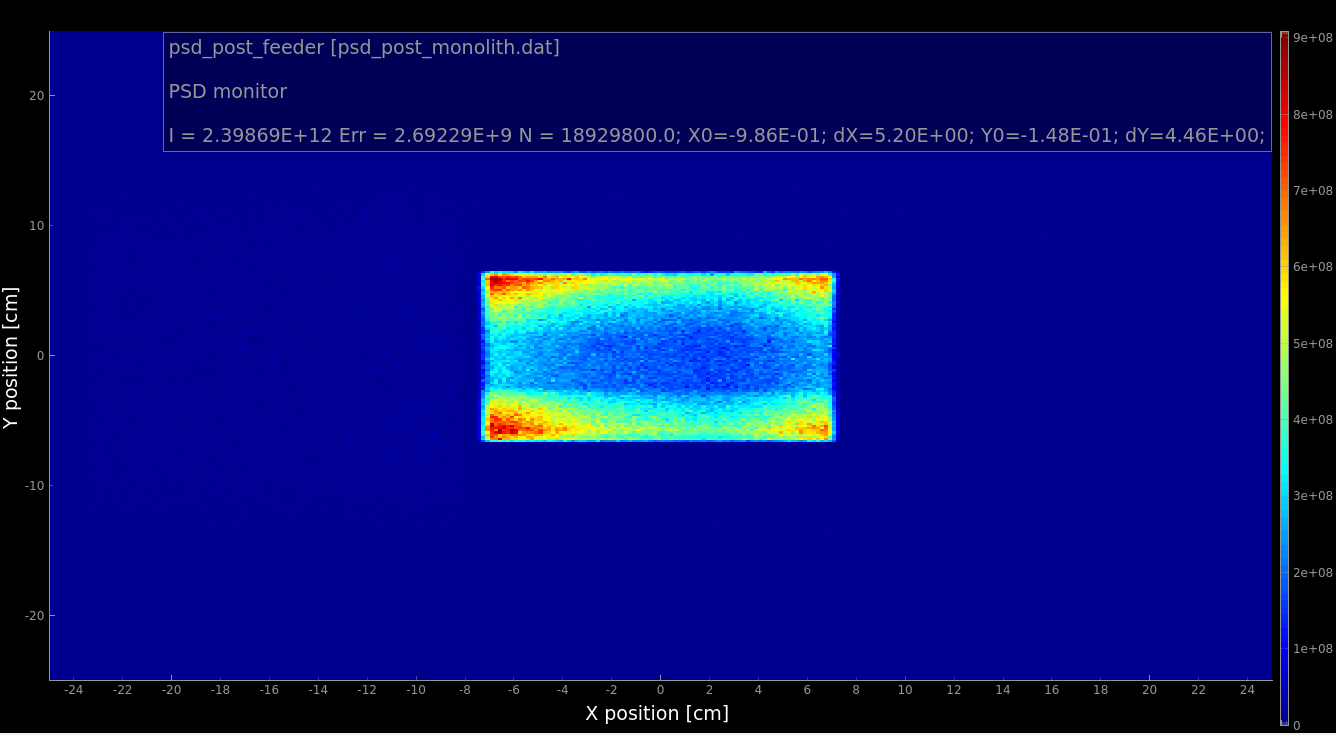 psd_post_feeder [psd_post_monolith.dat]
PSD monitor
I = 2.39869E+12 Err = 2.69229E+9 N = 18929800.0; X0=-9.86E-01; dX=5.20E+00; Y0=-1.48E-01; dY=4.46E+00;
Y position [cm]
20
10
0
-10
-20
-24 -22 -20 -18 -16 -14 -12 -10 -8 -6 -4 -2 0 2 4 6 8 10 12 14 16 18 20 22 24
X position [cm]
9e+08
8e+08
7e+08
6e+08
5e+08
4e+08
3e+08
2e+08
1e+08
0